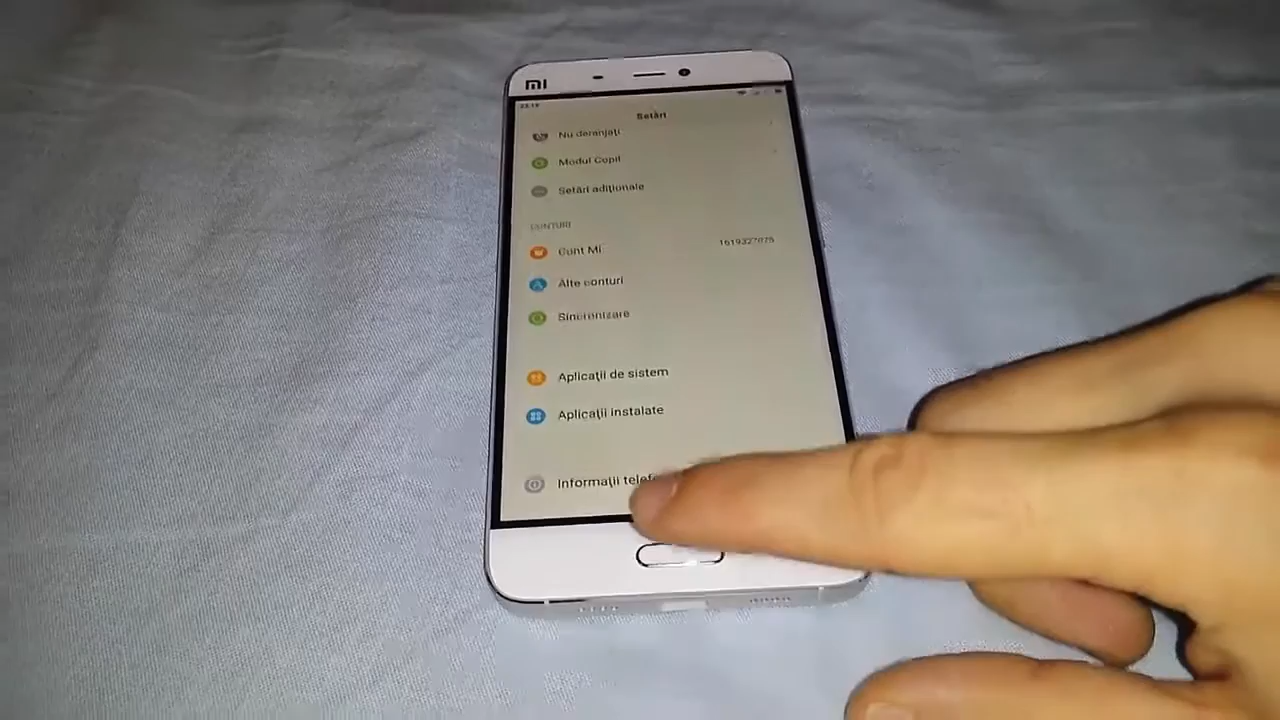 MI
Setări
Nu deranjați
Modul Copil
Setări adiționale
CONTURI
Cont Mi
Alte conturi
Sincronizare
Aplicații de sistem
Aplicații instalate
Informații telef